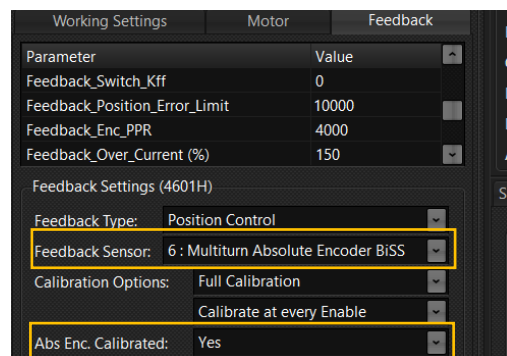 Working Settings Motor Feedback
Parameter Value
Feedback_Switch_Kff 0
Feedback_Position_Error_Limit 10000
Feedback_Enc_PPR 4000
Feedback_Over_Current (%) 150
Feedback Settings (4601H)
Feedback Type: Position Control
Feedback Sensor: 6 : Multiturn Absolute Encoder BiSS
Calibration Options: Full Calibration
Calibrate at every Enable
Abs Enc. Calibrated: Yes